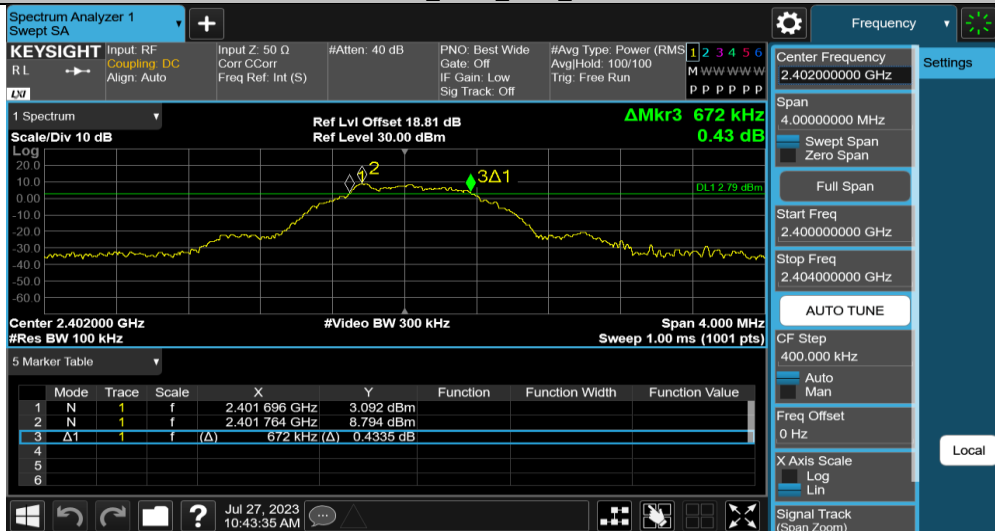 Spectrum Analyzer 1
Swept SA
+
Frequency
KEYSIGHT
RL
LXI
Input: RF
Coupling: DC
Align: Auto
Input Z: 50 Ω
Corr CCorr
Freq Ref: Int (S)
#Atten: 40 dB
PNO: Best Wide
Gate: Off
IF Gain: Low
Sig Track: Off
#Avg Type: Power (RMS
Avg|Hold: 100/100
Trig: Free Run
1 2 3 4 5 6
M W W W W W
P P P P P P
1 Spectrum
Scale/Div 10 dB
Ref Lvl Offset 18.81 dB
Ref Level 30.00 dBm
ΔMkr3 672 kHz
0.43 dB
Log
20.0
10.0
0.00
-10.0
-20.0
-30.0
-40.0
-50.0
-60.0
1
2
3Δ1
DL1 2.79 dBm
Center 2.402000 GHz
#Video BW 300 kHz
Span 4.000 MHz
#Res BW 100 kHz
Sweep 1.00 ms (1001 pts)
5 Marker Table
Mode Trace Scale X Y Function Function Width Function Value
1 N 1 f 2.401 696 GHz 3.092 dBm
2 N 1 f 2.401 764 GHz 8.794 dBm
3 Δ1 1 f (Δ) 672 kHz (Δ) 0.4335 dB
4
5
6
?
Jul 27, 2023
10:43:35 AM
Center Frequency
2.402000000 GHz
Span
4.00000000 MHz
Swept Span
Zero Span
Full Span
Start Freq
2.400000000 GHz
Stop Freq
2.404000000 GHz
AUTO TUNE
CF Step
400.000 kHz
Auto
Man
Freq Offset
0 Hz
X Axis Scale
Log
Lin
Signal Track
(Span Zoom)
Settings
Local